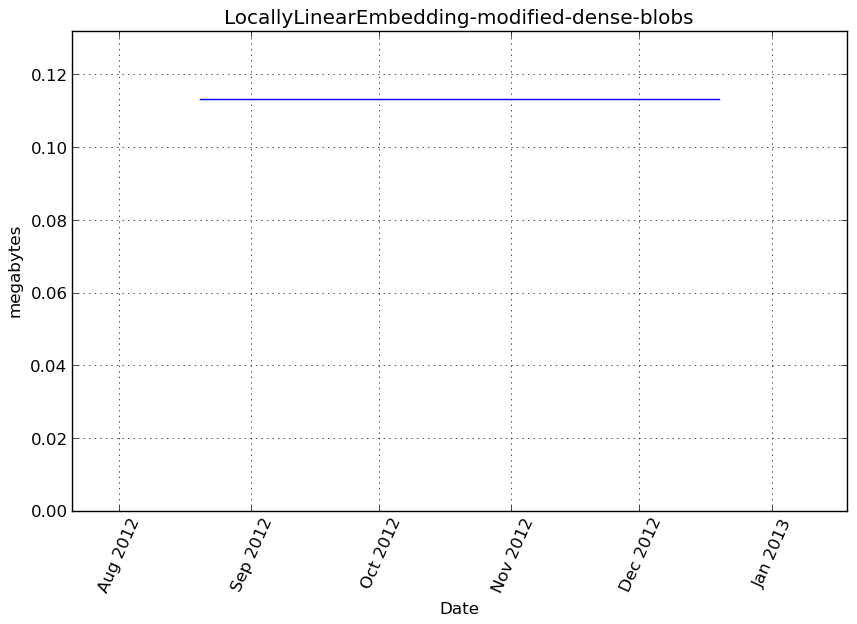 LocallyLinearEmbedding-modified-dense-blobs
0.12
0.10
0.08
0.06
0.04
0.02
0.00
megabytes
Aug 2012
Sep 2012
Oct 2012
Nov 2012
Dec 2012
Jan 2013
Date